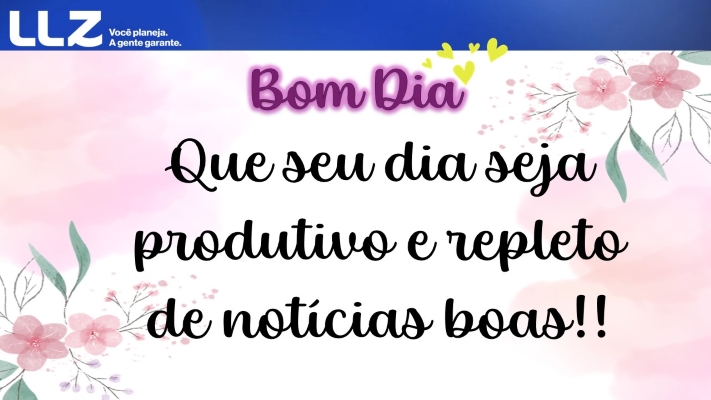 LLZ
Você planeja.
A gente garante.
Bom Dia
Que seu dia seja
produtivo e repleto
de notícias boas!!